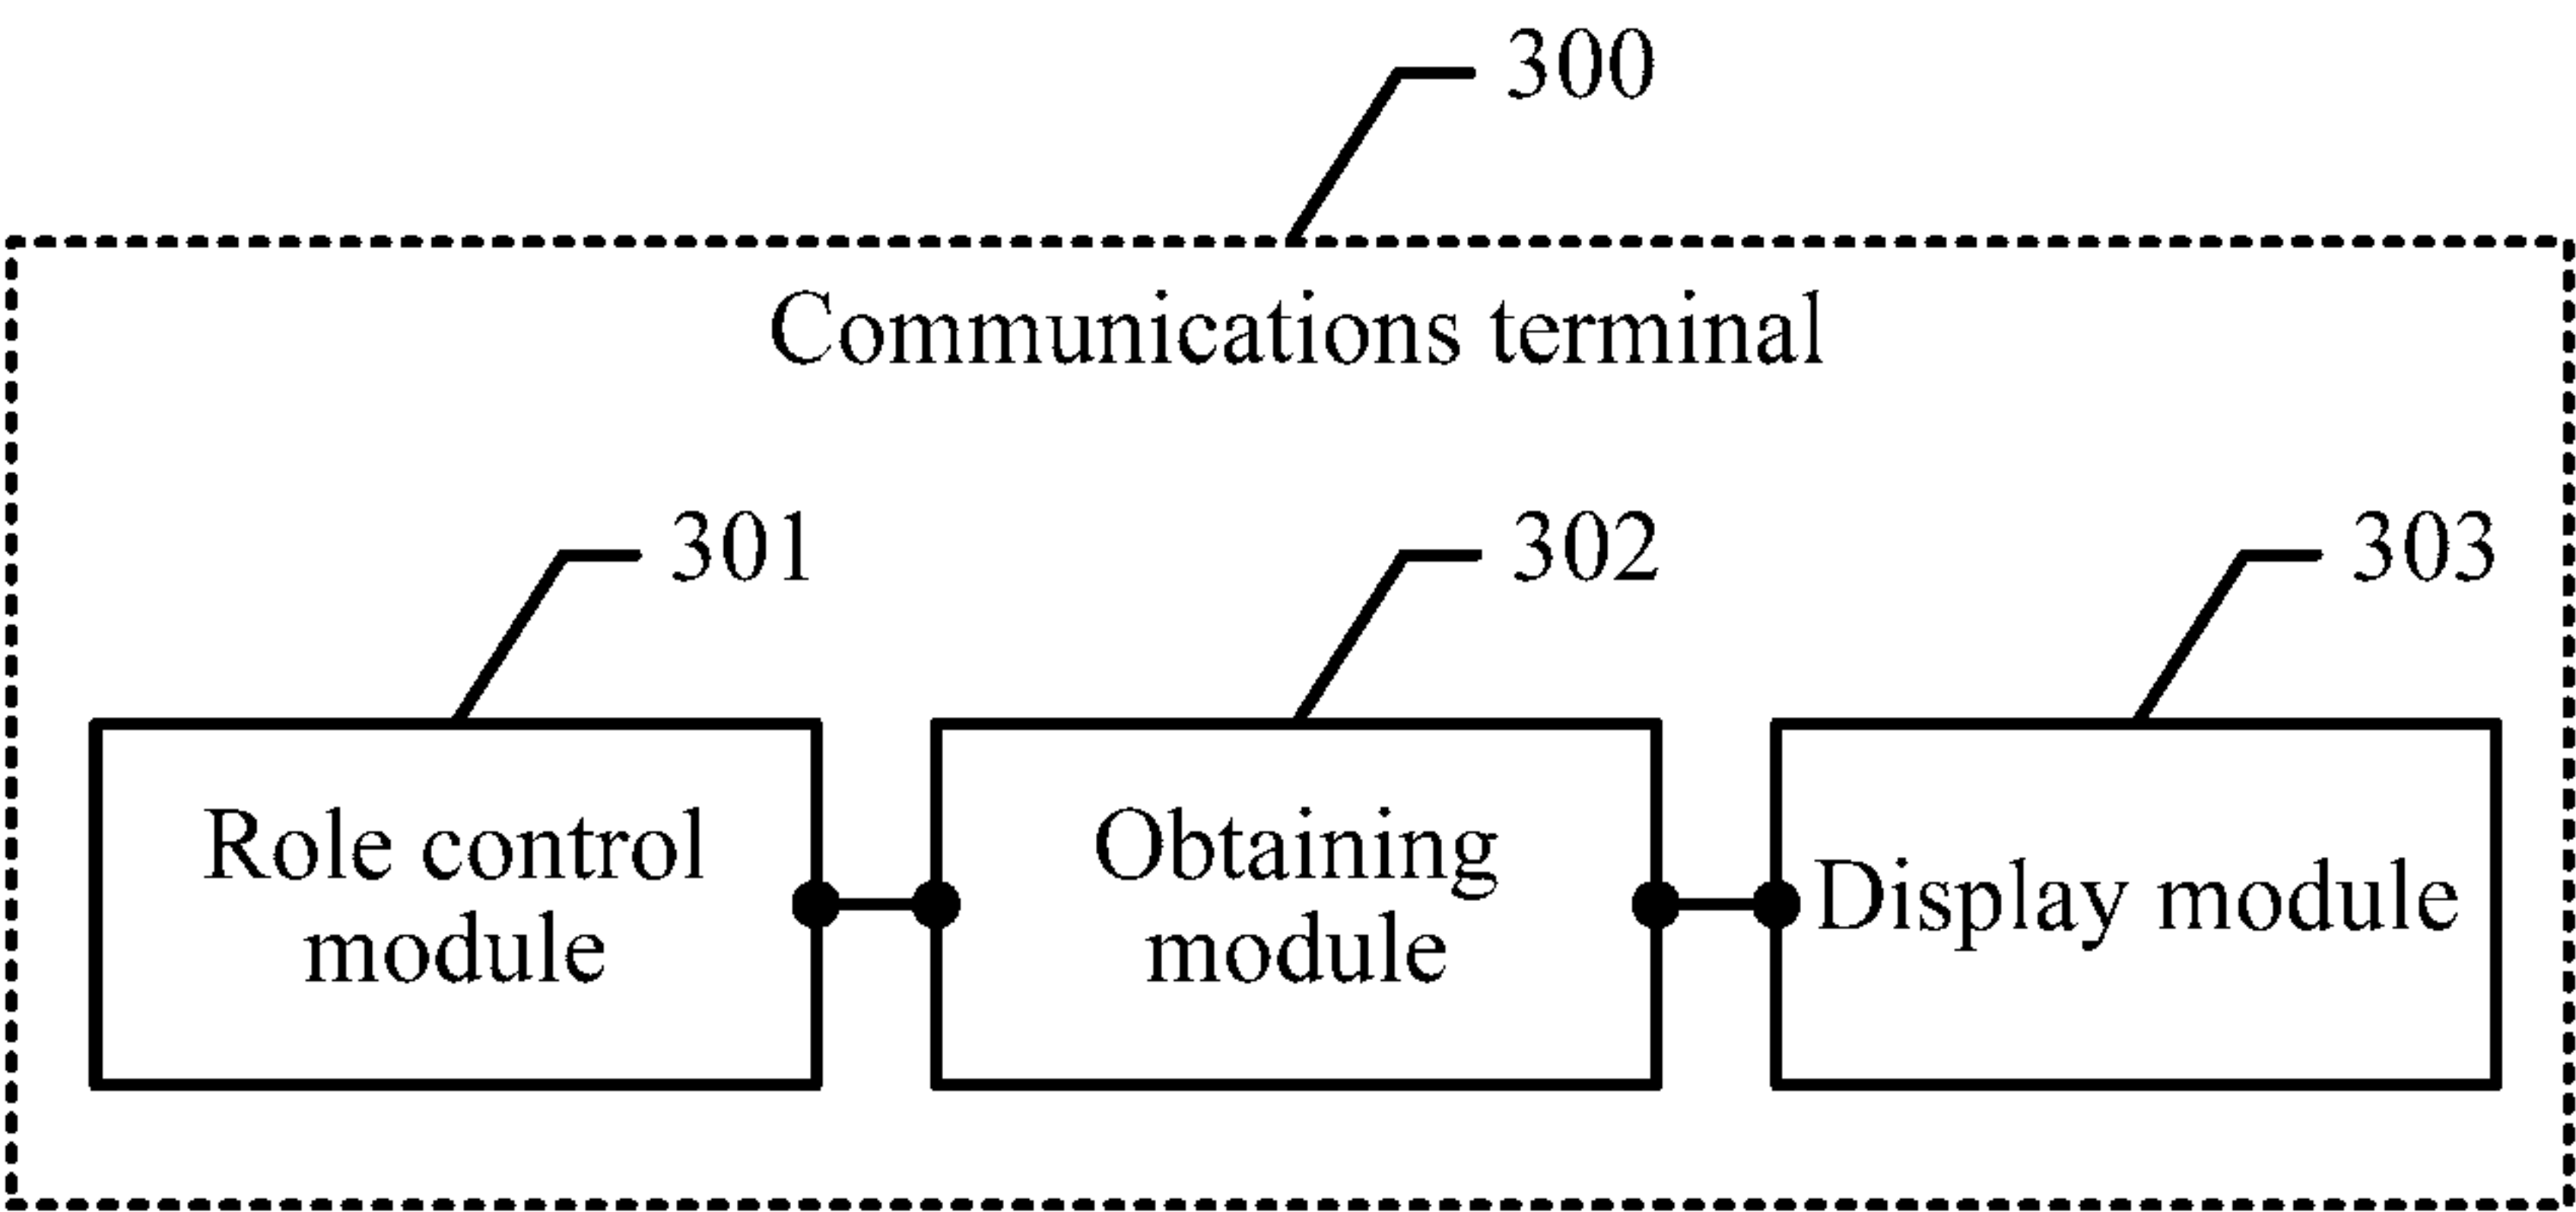 300
Communications terminal
301
302
303
Role control
module
Obtaining
module
Display module